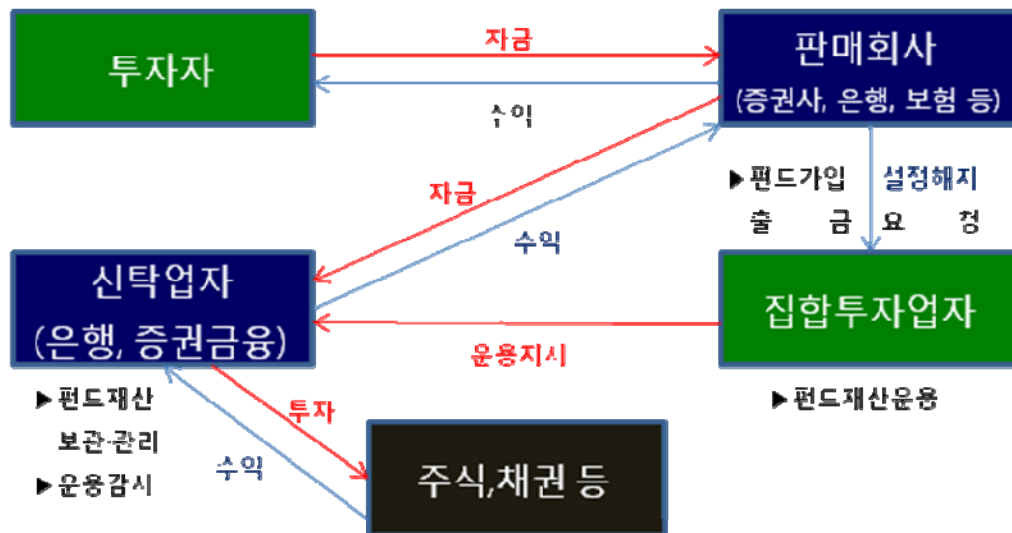 투자자
자금
수익
판매회사
(증권사, 은행, 보험 등)
▶펀드가입 설정해지
출 금 요 청
자금
수익
신탁업자
(은행, 증권금융)
운용지시
집합투자업자
▶펀드재산
보관·관리
▶운용감시
투자
수익
▶펀드재산운용
주식,채권 등